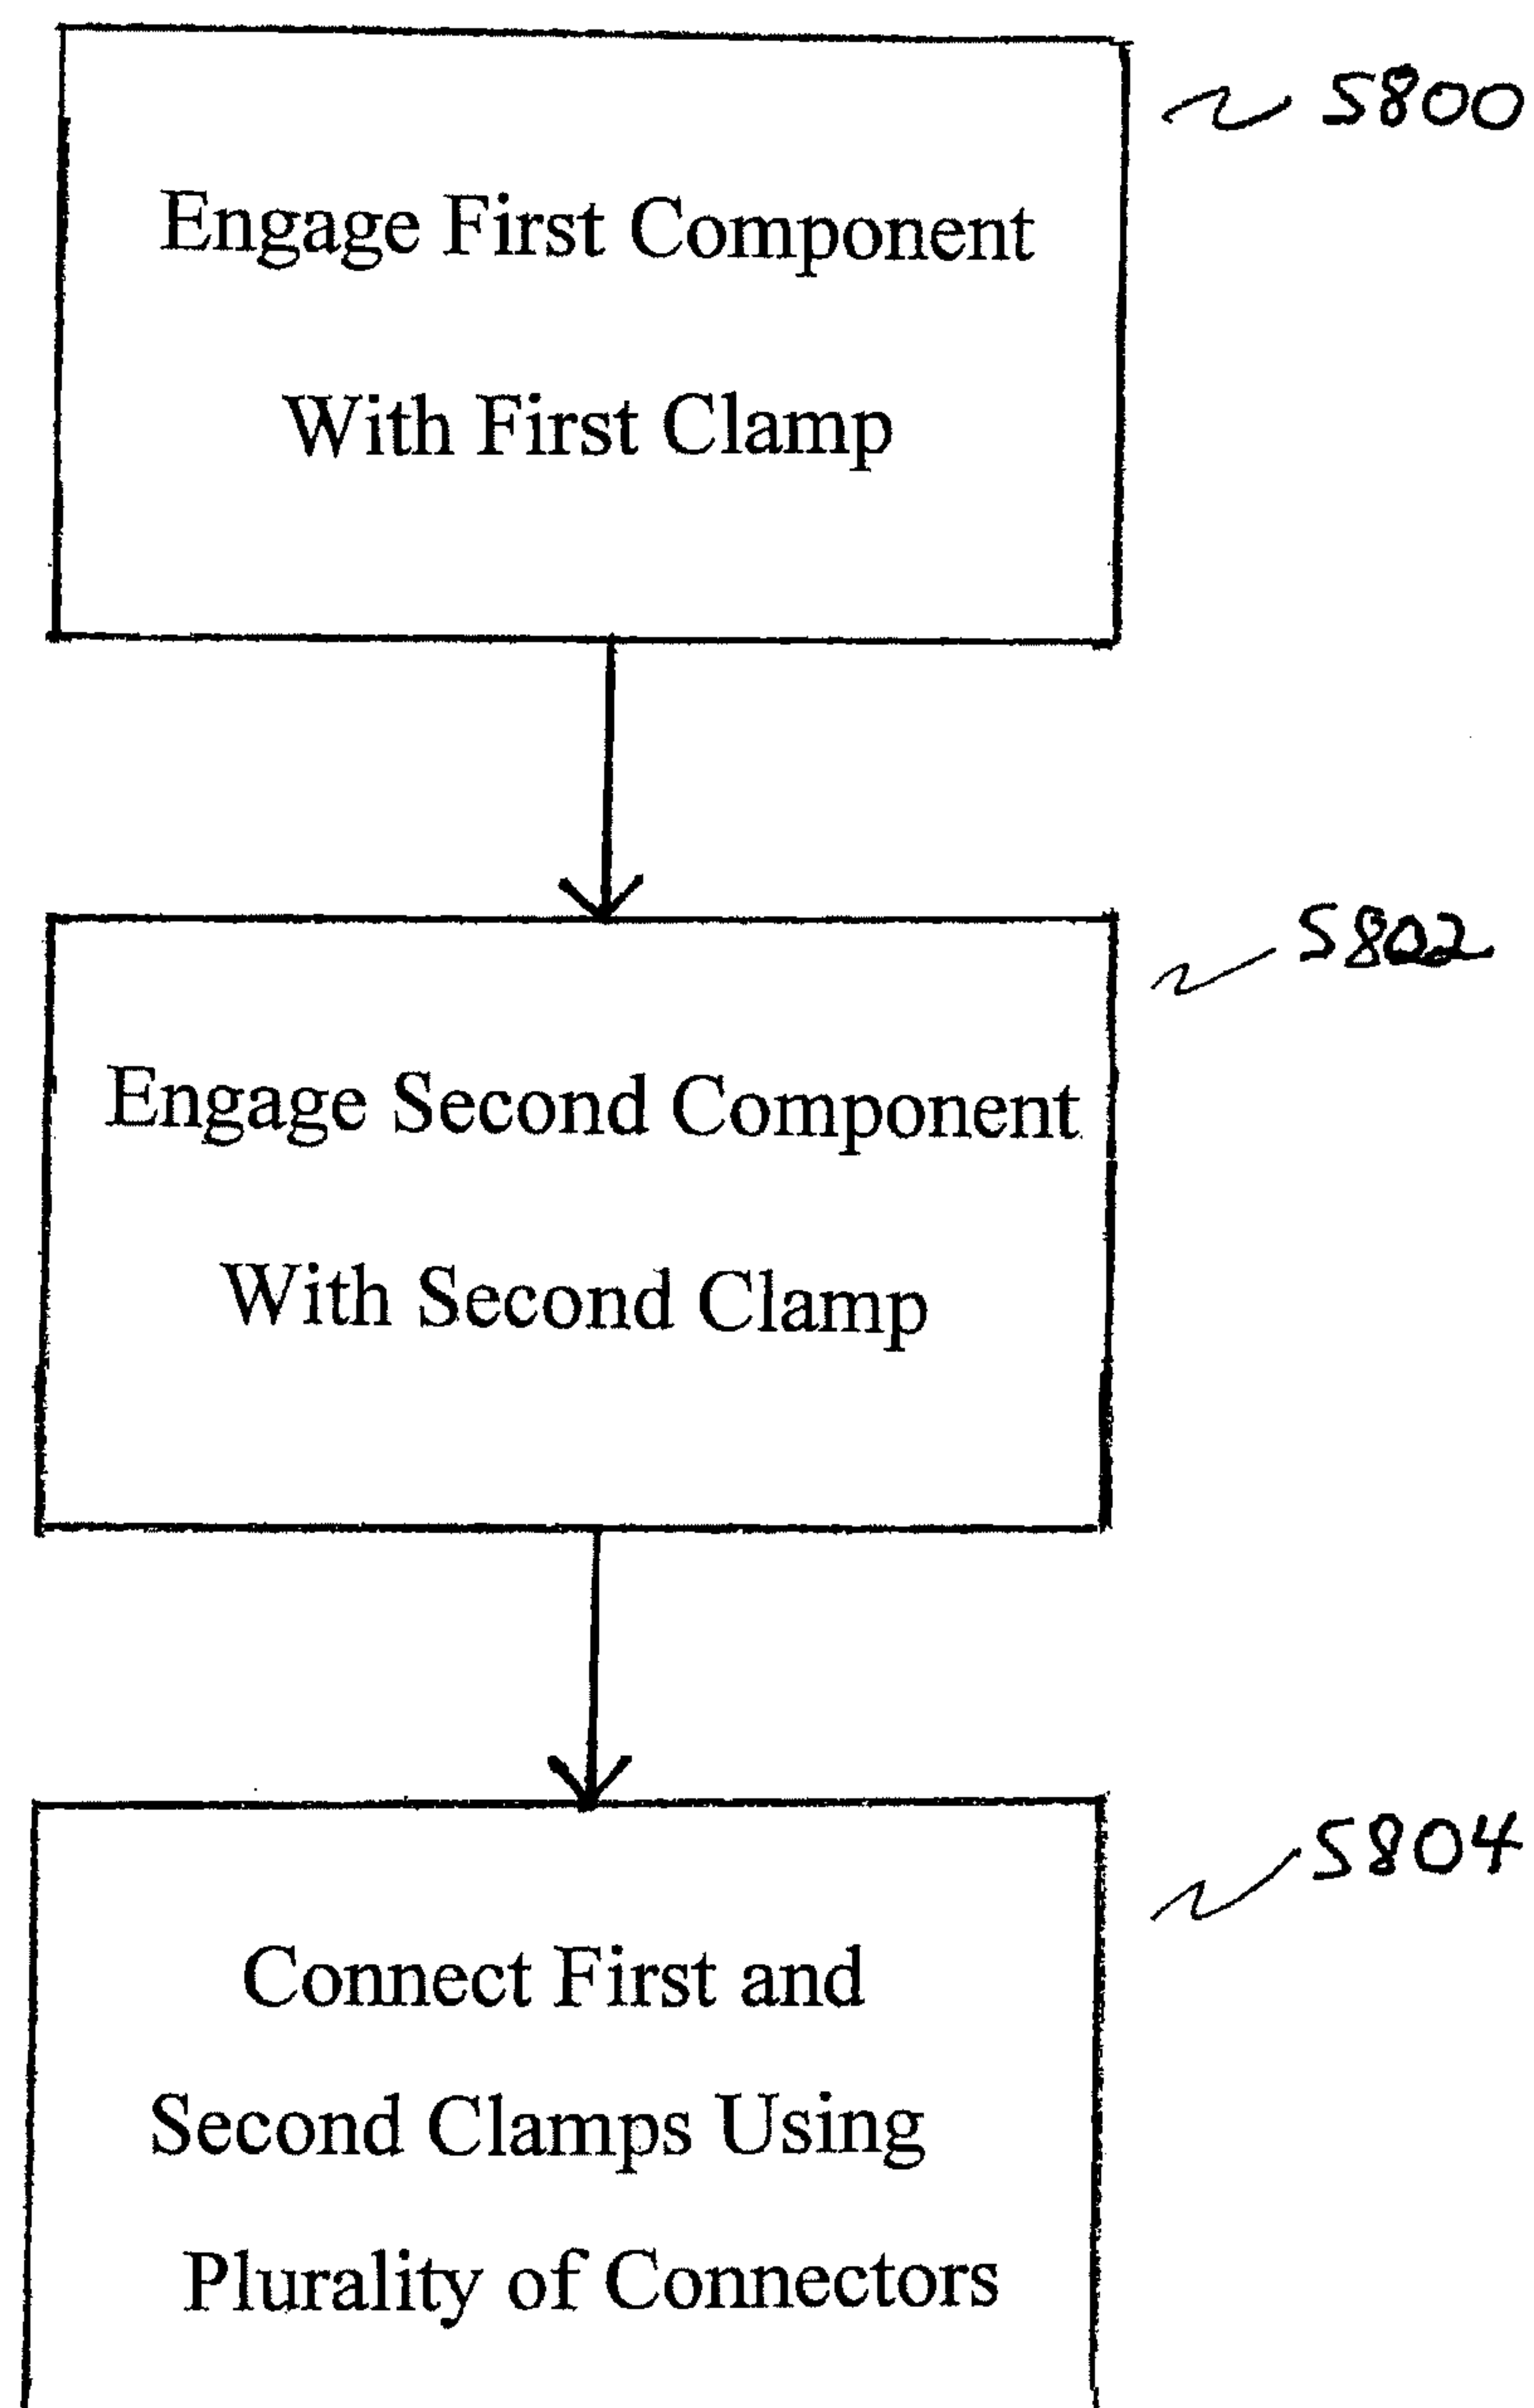 S800
Engage First Component
With First Clamp
S802
Engage Second Component
With Second Clamp
S804
Connect First and
Second Clamps Using
Plurality of Connectors